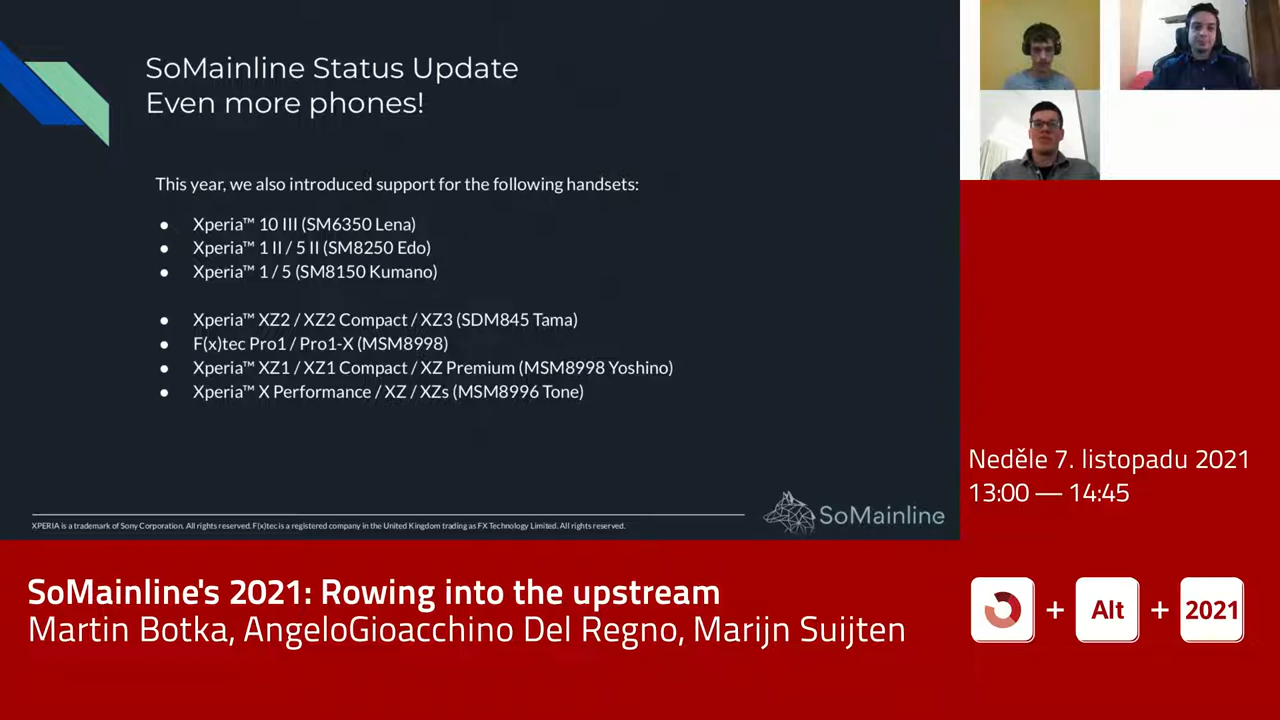 SoMainline Status Update
Even more phones!
This year, we also introduced support for the following handsets:
● Xperia™ 10 III (SM6350 Lena)
● Xperia™ 1 II / 5 II (SM8250 Edo)
● Xperia™ 1 / 5 (SM8150 Kumano)
● Xperia™ XZ2 / XZ2 Compact / XZ3 (SDM845 Tama)
● F(x)tec Pro1 / Pro1-X (MSM8998)
● Xperia™ XZ1 / XZ1 Compact / XZ Premium (MSM8998 Yoshino)
● Xperia™ X Performance / XZ / XZs (MSM8996 Tone)
XPERIA is a trademark of Sony Corporation. All rights reserved. F(x)tec is a registered company in the United Kingdom trading as FX Technology Limited. All rights reserved.
SoMainline
Neděle 7. listopadu 2021
13:00 — 14:45
SoMainline's 2021: Rowing into the upstream
Martin Botka, AngeloGioacchino Del Regno, Marijn Suijten
+ Alt + 2021